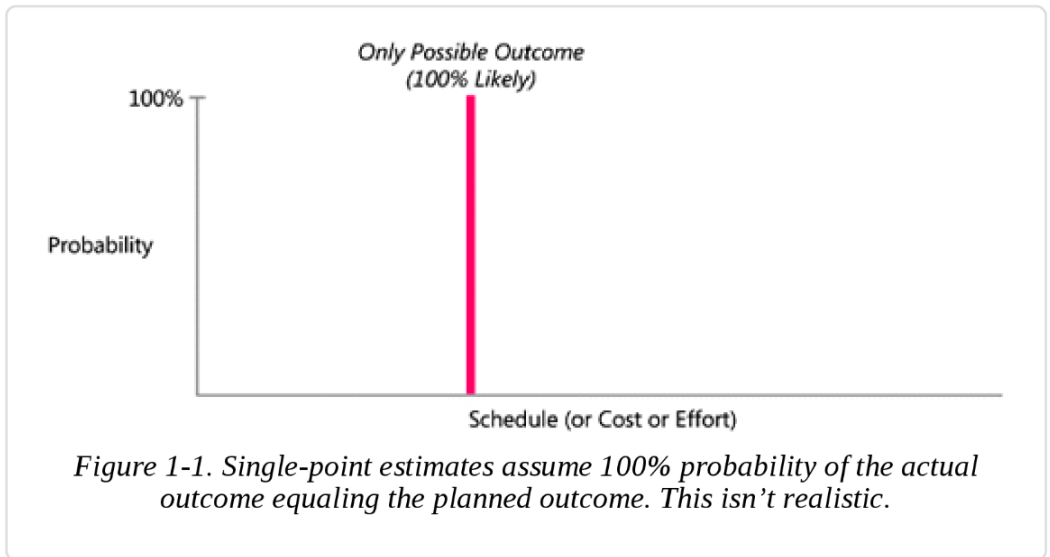 Only Possible Outcome
(100% Likely)
100%
Probability
Schedule (or Cost or Effort)
Figure 1-1. Single-point estimates assume 100% probability of the actual
outcome equaling the planned outcome. This isn’t realistic.